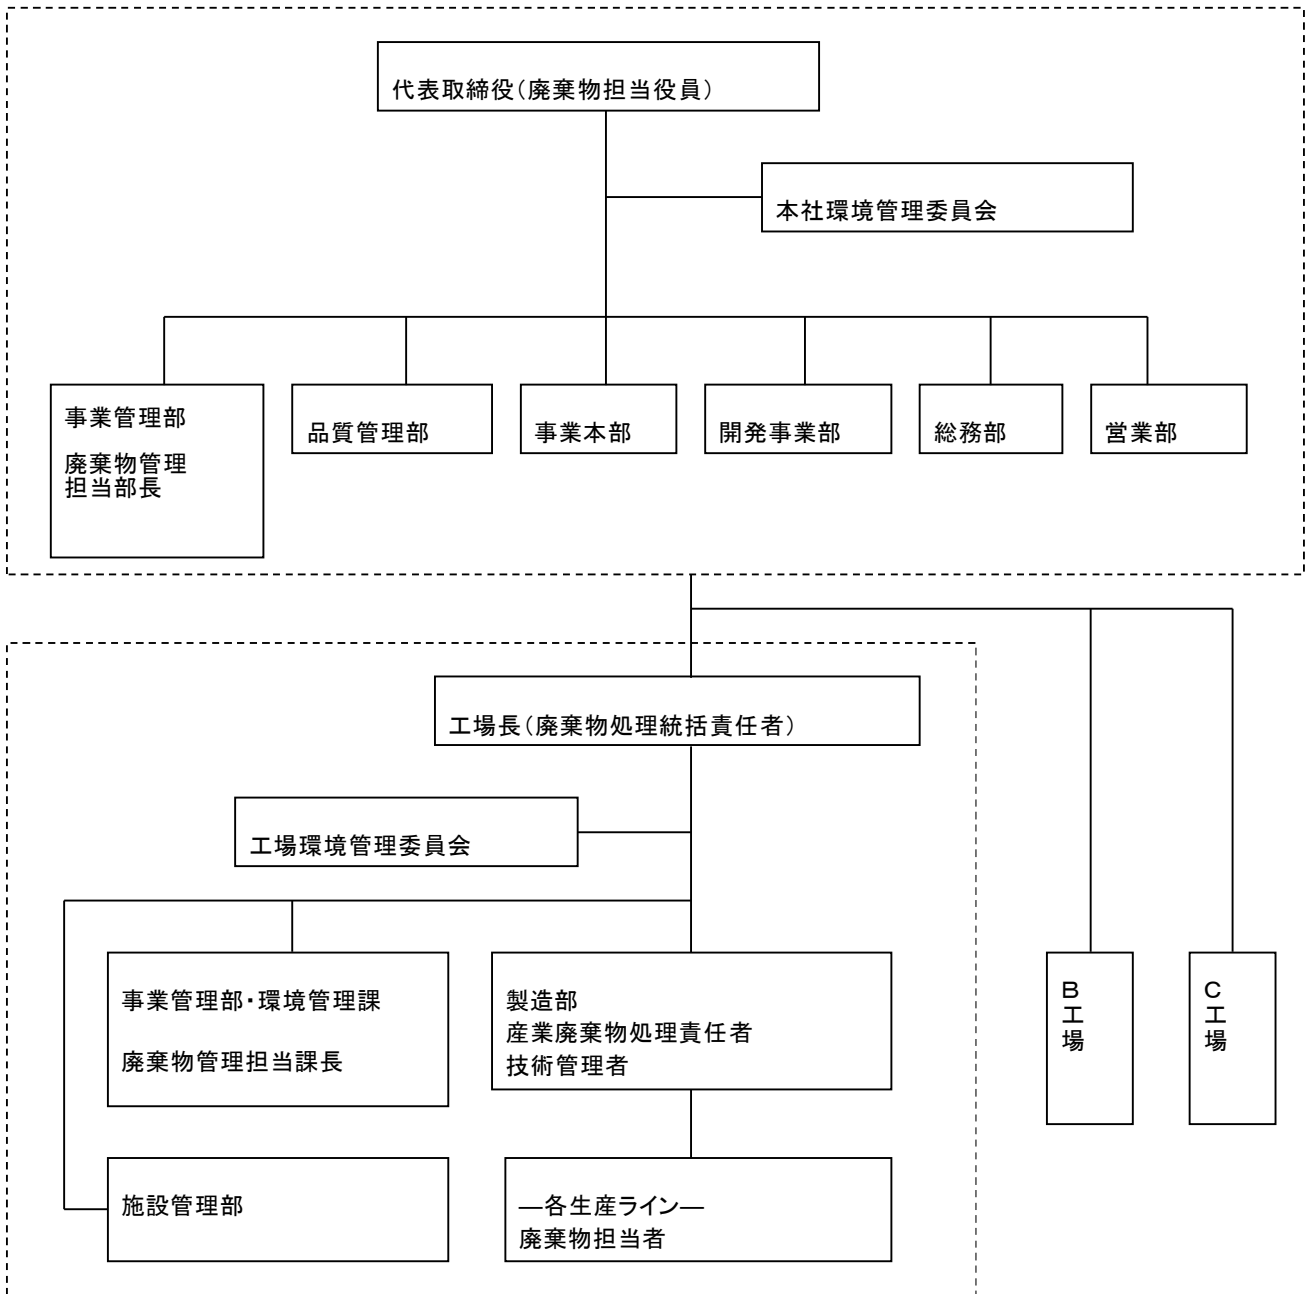 代表取締役(廃棄物担当役員)
本社環境管理委員会
事業管理部
廃棄物管理
担当部長
品質管理部
事業本部
開発事業部
総務部
営業部
工場長(廃棄物処理統括責任者)
工場環境管理委員会
事業管理部・環境管理課
廃棄物管理担当課長
製造部
産業廃棄物処理責任者
技術管理者
B工場
C工場
施設管理部
―各生産ライン―
廃棄物担当者